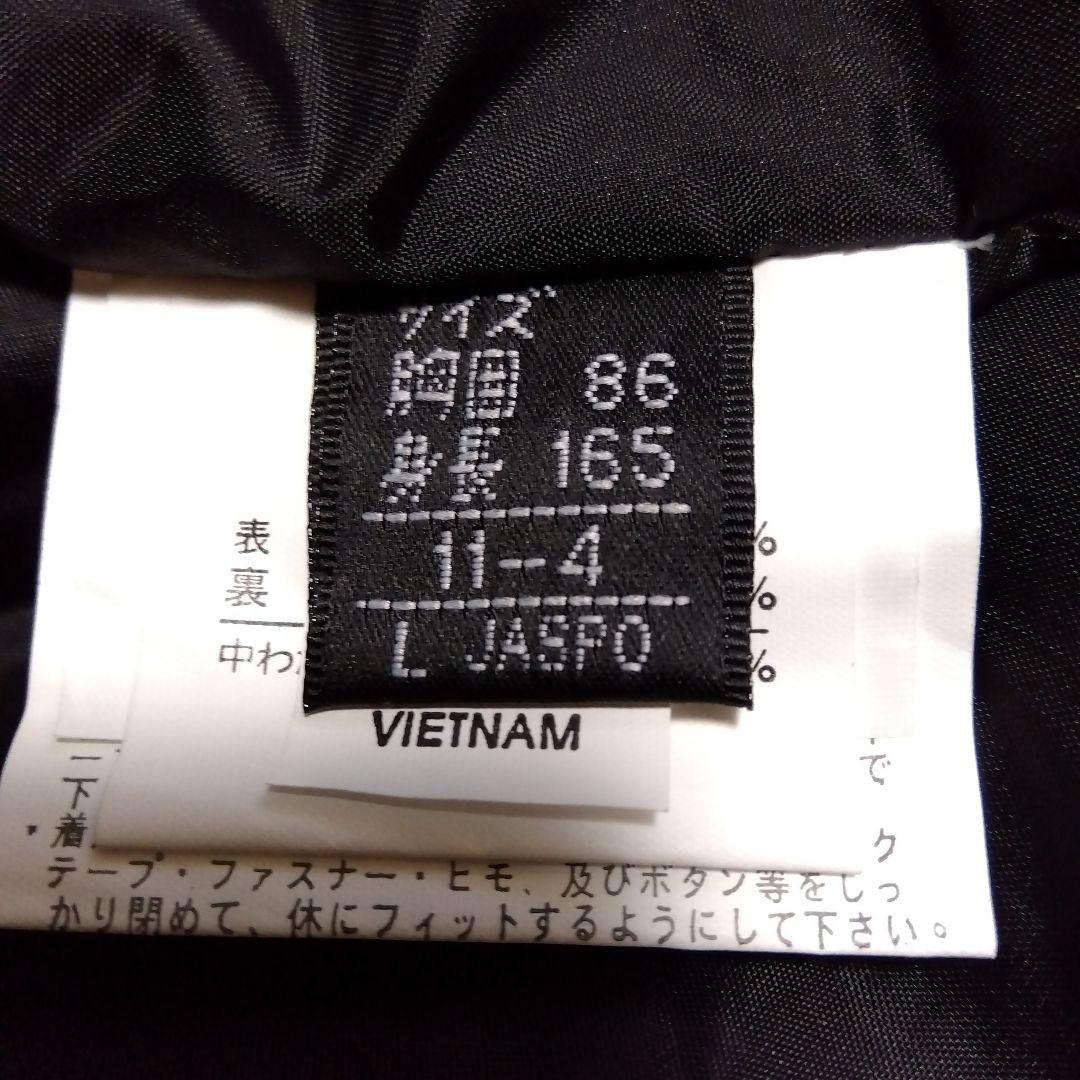 サイズ
胸囲 86
身長 165
11-4
L JASPO
表 %
裏 %
中わ %
VIETNAM
で
下
着 ク
テープ・ファスナー・ヒモ、及びボタン等をしっ
かり閉めて、体にフィットするようにして下さい。